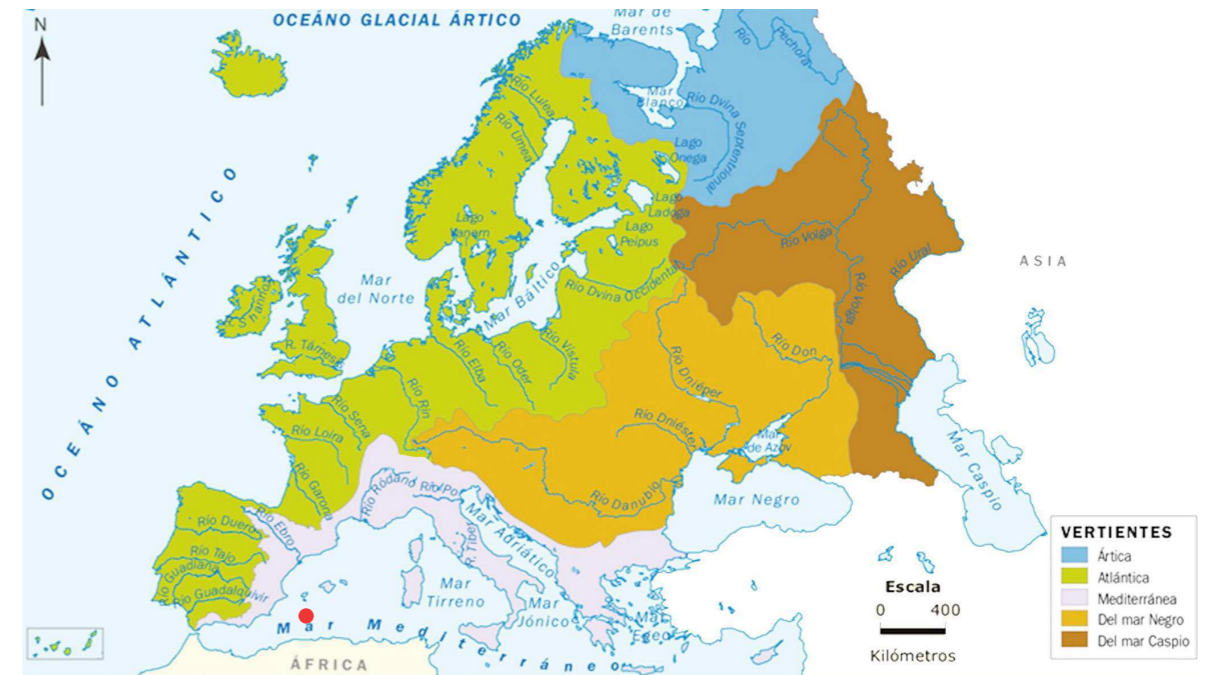 OCEÁNO GLACIAL ÁRTICO
Mar de
Barents
N
Río
Pechora
Mar
Blanco
Río Dvina
Septentrional
Río Lulea
Río Umea
Lago
Onega
Lago
Ladoga
Lago
Peipus
Lago
Vanern
OCEÁNO ATLÁNTICO
Mar
del Norte
Mar Báltico
Río Dvina Occidental
Río Volga
Río Volga
Río Ural
ASIA
R. Shannon
R. Támesis
Río Elba
Río Oder
Río Vístula
Río Dniéper
Río Don
Río Rin
Río Sena
Río Loira
Río Garona
Río Dniéster
Mar
de Azov
Mar Caspio
Río Danubio
Mar Negro
Río Ródano
Río Po
Mar Adriático
R. Tíber
Río Ebro
Río Duero
Río Tajo
Río Guadiana
Río Guadalquivir
Mar
Tirreno
Mar
Jónico
Mar
Egeo
Mar Mediterráneo
ÁFRICA
Escala
0 400
Kilómetros
VERTIENTES
Ártica
Atlántica
Mediterránea
Del mar Negro
Del mar Caspio